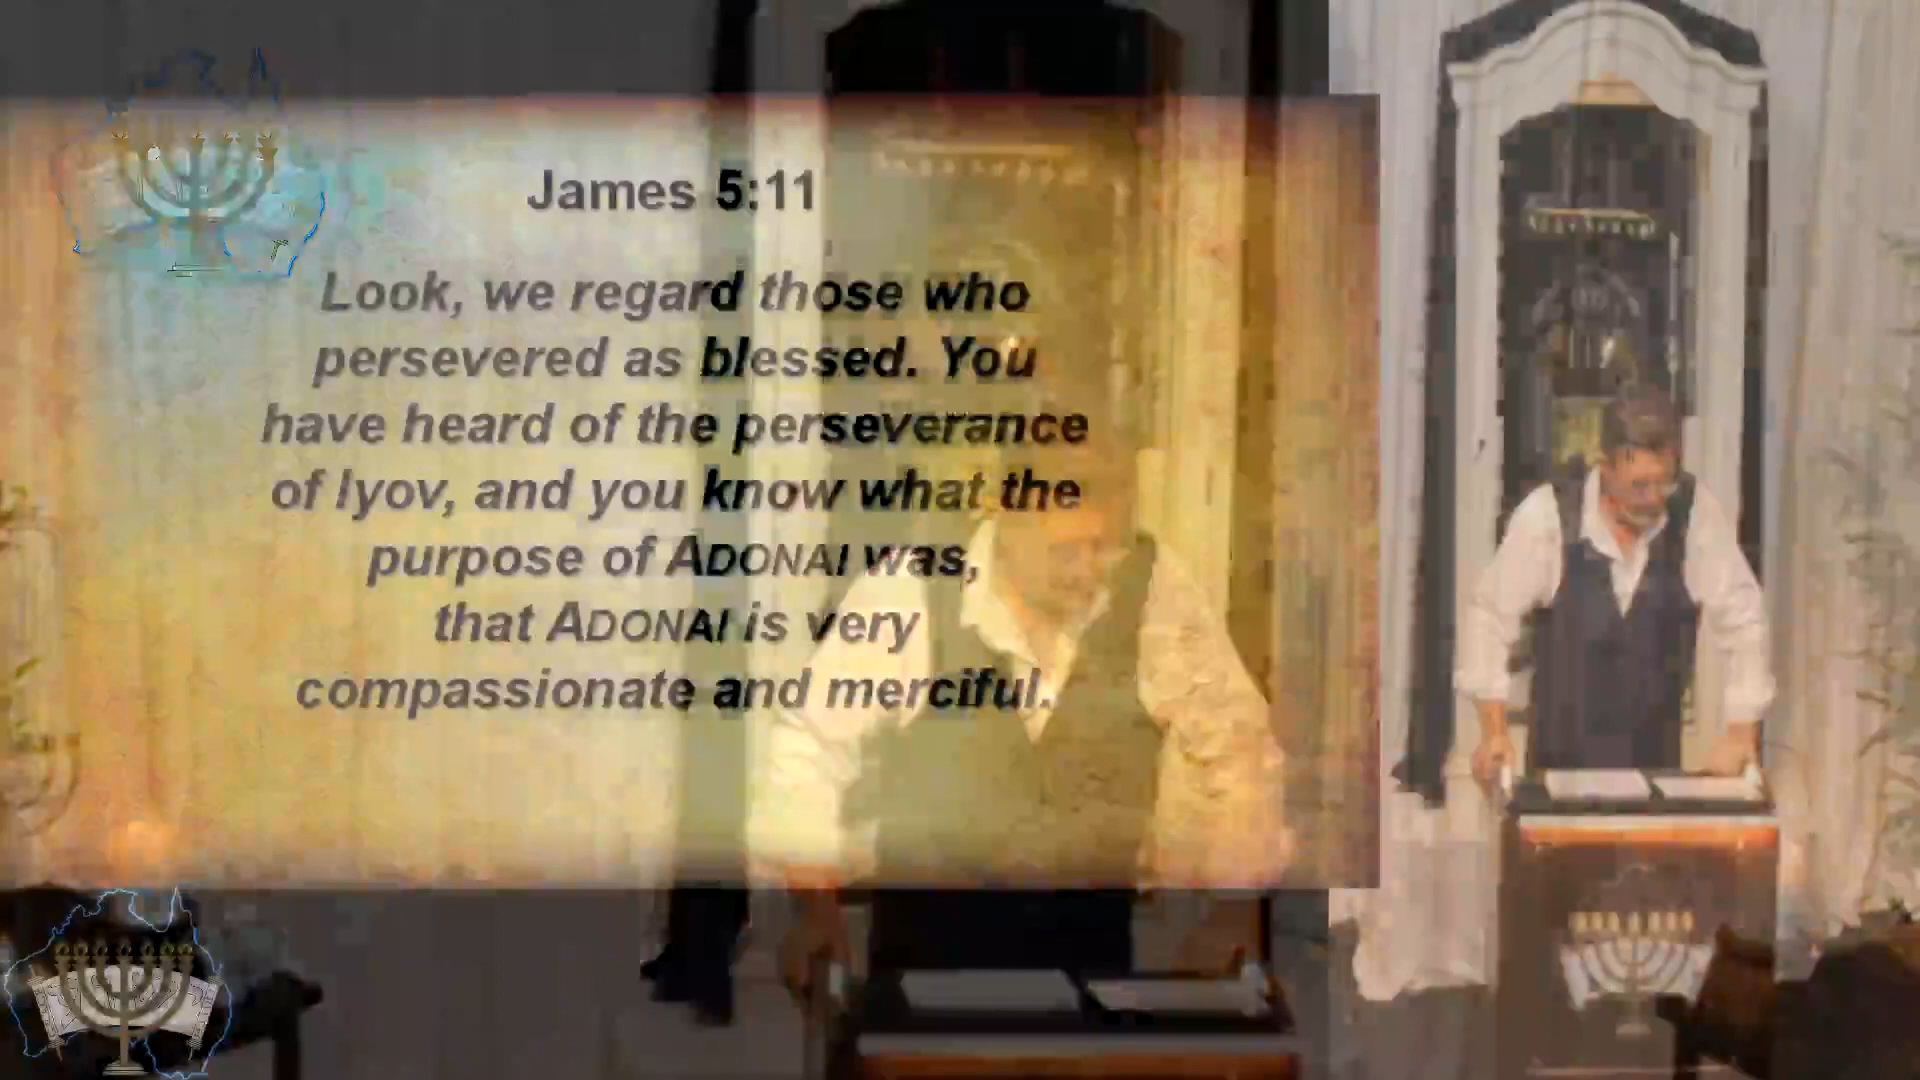 James 5:11
Look, we regard those who
persevered as blessed. You
have heard of the perseverance
of Iyov, and you know what the
purpose of ADONAI was,
that ADONAI is very
compassionate and merciful.